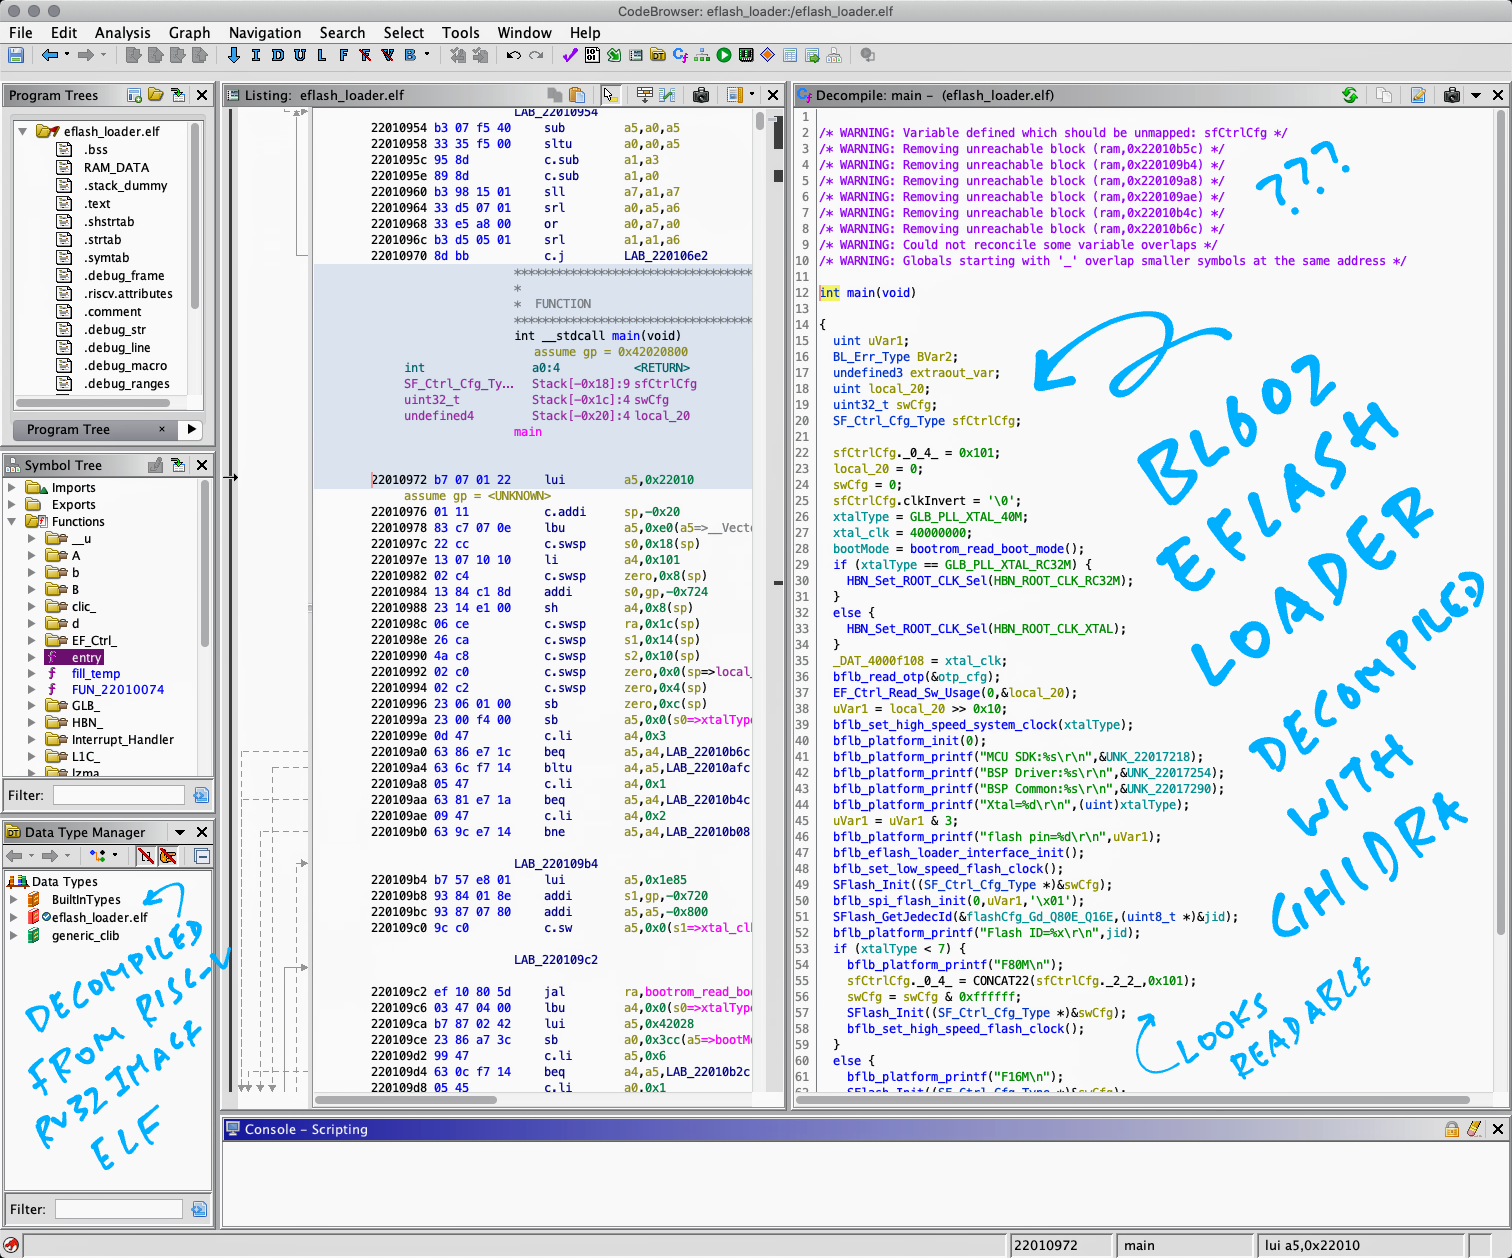 CodeBrowser: eflash_loader:/eflash_loader.elf
File Edit Analysis Graph Navigation Search Select Tools Window Help
I D U L F R V B
Program Trees
eflash_loader.elf
.bss
RAM_DATA
.stack_dummy
.text
.shstrtab
.strtab
.symtab
.debug_frame
.riscv.attributes
.comment
.debug_str
.debug_line
.debug_macro
.debug_ranges
Program Tree ×
Symbol Tree
Imports
Exports
Functions
__u
A
b
B
clic_
d
EF_Ctrl_
entry
fill_temp
FUN_22010074
GLB_
HBN_
Interrupt_Handler
L1C_
lzma
Filter:
Data Type Manager
Data Types
BuiltInTypes
eflash_loader.elf
generic_clib
DECOMPILED
FROM RISC-V
RV32IMACF
ELF
Filter:
Listing: eflash_loader.elf
LAB_22010954
22010954 b3 07 f5 40 sub a5,a0,a5
22010958 33 35 f5 00 sltu a0,a0,a5
2201095c 95 8d c.sub a1,a3
2201095e 89 8d c.sub a1,a0
22010960 b3 98 15 01 sll a7,a1,a7
22010964 33 d5 07 01 srl a0,a5,a6
22010968 33 e5 a8 00 or a0,a7,a0
2201096c b3 d5 05 01 srl a1,a1,a6
22010970 8d bb c.j LAB_220106e2
**********************************
*
* FUNCTION
**********************************
int __stdcall main(void)
assume gp = 0x42020800
int a0:4 <RETURN>
SF_Ctrl_Cfg_Ty... Stack[-0x18]:9 sfCtrlCfg
uint32_t Stack[-0x1c]:4 swCfg
undefined4 Stack[-0x20]:4 local_20
main
22010972 b7 07 01 22 lui a5,0x22010
assume gp = <UNKNOWN>
22010976 01 11 c.addi sp,-0x20
22010978 83 c7 07 0e lbu a5,0xe0(a5=>__Vecto
2201097c 22 cc c.swsp s0,0x18(sp)
2201097e 13 07 10 10 li a4,0x101
22010982 02 c4 c.swsp zero,0x8(sp)
22010984 13 84 c1 8d addi s0,gp,-0x724
22010988 23 14 e1 00 sh a4,0x8(sp)
2201098c 06 ce c.swsp ra,0x1c(sp)
2201098e 26 ca c.swsp s1,0x14(sp)
22010990 4a c8 c.swsp s2,0x10(sp)
22010992 02 c0 c.swsp zero,0x0(sp=>local_
22010994 02 c2 c.swsp zero,0x4(sp)
22010996 23 06 01 00 sb zero,0xc(sp)
2201099a 23 00 f4 00 sb a5,0x0(s0=>xtalType
2201099e 0d 47 c.li a4,0x3
220109a0 63 86 e7 1c beq a5,a4,LAB_22010b6c
220109a4 63 6c f7 14 bltu a4,a5,LAB_22010afc
220109a8 05 47 c.li a4,0x1
220109aa 63 81 e7 1a beq a5,a4,LAB_22010b4c
220109ae 09 47 c.li a4,0x2
220109b0 63 9c e7 14 bne a5,a4,LAB_22010b08
LAB_220109b4
220109b4 b7 57 e8 01 lui a5,0x1e85
220109b8 93 84 01 8e addi s1,gp,-0x720
220109bc 93 87 07 80 addi a5,a5,-0x800
220109c0 9c c0 c.sw a5,0x0(s1=>xtal_cl
LAB_220109c2
220109c2 ef 10 80 5d jal ra,bootrom_read_boo
220109c6 03 47 04 00 lbu a4,0x0(s0=>xtalType
220109ca b7 87 02 42 lui a5,0x42028
220109ce 23 86 a7 3c sb a0,0x3cc(a5=>bootMo
220109d2 99 47 c.li a5,0x6
220109d4 63 0c f7 14 beq a4,a5,LAB_22010b2c
220109d8 05 45 c.li a0,0x1
Decompile: main - (eflash_loader.elf)
1
2 /* WARNING: Variable defined which should be unmapped: sfCtrlCfg */
3 /* WARNING: Removing unreachable block (ram,0x22010b5c) */
4 /* WARNING: Removing unreachable block (ram,0x220109b4) */
5 /* WARNING: Removing unreachable block (ram,0x220109a8) */
6 /* WARNING: Removing unreachable block (ram,0x220109ae) */
7 /* WARNING: Removing unreachable block (ram,0x22010b4c) */
8 /* WARNING: Removing unreachable block (ram,0x22010b6c) */
9 /* WARNING: Could not reconcile some variable overlaps */
10 /* WARNING: Globals starting with '_' overlap smaller symbols at the same address */
11
12 int main(void)
13
14 {
15 uint uVar1;
16 BL_Err_Type BVar2;
17 undefined3 extraout_var;
18 uint local_20;
19 uint32_t swCfg;
20 SF_Ctrl_Cfg_Type sfCtrlCfg;
21
22 sfCtrlCfg._0_4_ = 0x101;
23 local_20 = 0;
24 swCfg = 0;
25 sfCtrlCfg.clkInvert = '\0';
26 xtalType = GLB_PLL_XTAL_40M;
27 xtal_clk = 40000000;
28 bootMode = bootrom_read_boot_mode();
29 if (xtalType == GLB_PLL_XTAL_RC32M) {
30 HBN_Set_ROOT_CLK_Sel(HBN_ROOT_CLK_RC32M);
31 }
32 else {
33 HBN_Set_ROOT_CLK_Sel(HBN_ROOT_CLK_XTAL);
34 }
35 _DAT_4000f108 = xtal_clk;
36 bflb_read_otp(&otp_cfg);
37 EF_Ctrl_Read_Sw_Usage(0,&local_20);
38 uVar1 = local_20 >> 0x10;
39 bflb_set_high_speed_system_clock(xtalType);
40 bflb_platform_init(0);
41 bflb_platform_printf("MCU SDK:%s\r\n",&UNK_22017218);
42 bflb_platform_printf("BSP Driver:%s\r\n",&UNK_22017254);
43 bflb_platform_printf("BSP Common:%s\r\n",&UNK_22017290);
44 bflb_platform_printf("Xtal=%d\r\n",(uint)xtalType);
45 uVar1 = uVar1 & 3;
46 bflb_platform_printf("flash pin=%d\r\n",uVar1);
47 bflb_eflash_loader_interface_init();
48 bflb_set_low_speed_flash_clock();
49 SFlash_Init((SF_Ctrl_Cfg_Type *)&swCfg);
50 bflb_spi_flash_init(0,uVar1,'\x01');
51 SFlash_GetJedecId(&flashCfg_Gd_Q80E_Q16E,(uint8_t *)&jid);
52 bflb_platform_printf("Flash ID=%x\r\n",jid);
53 if (xtalType < 7) {
54 bflb_platform_printf("F80M\n");
55 sfCtrlCfg._0_4_ = CONCAT22(sfCtrlCfg._2_2_,0x101);
56 swCfg = swCfg & 0xffffff;
57 SFlash_Init((SF_Ctrl_Cfg_Type *)&swCfg);
58 bflb_set_high_speed_flash_clock();
59 }
60 else {
61 bflb_platform_printf("F16M\n");
62 SFlash_Init((SF_Ctrl_Cfg_Type *)&swCfg);
???
BL602
EFLASH
LOADER
DECOMPILED
WITH
GHIDRA
LOOKS
READABLE
Console - Scripting
22010972 main lui a5,0x22010